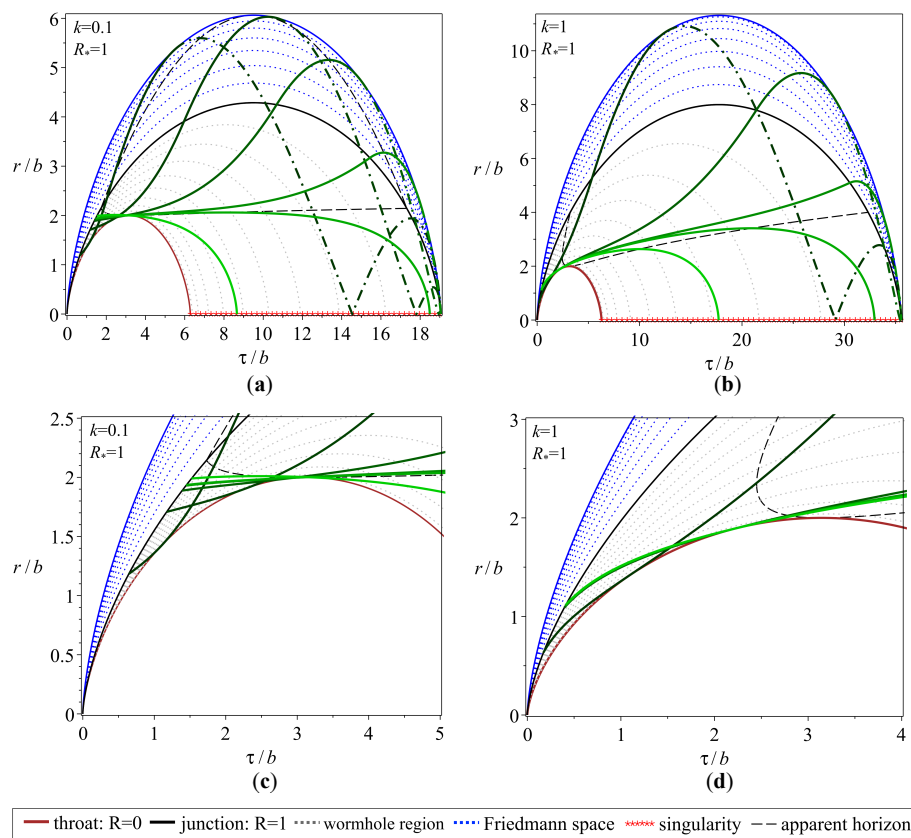 k=0.1
R*=1
r/b
6
5
4
3
2
1
0
0 2 4 6 8 10 12 14 16 18
τ/b
(a)
k=1
R*=1
r/b
10
8
6
4
2
0
0 10 20 30
τ/b
(b)
k=0.1
R*=1
r/b
2.5
2
1.5
1
0.5
0
0 1 2 3 4 5
τ/b
(c)
k=1
R*=1
r/b
3
2
1
0
0 1 2 3 4
τ/b
(d)
throat: R=0 junction: R=1 wormhole region Friedmann space singularity apparent horizon